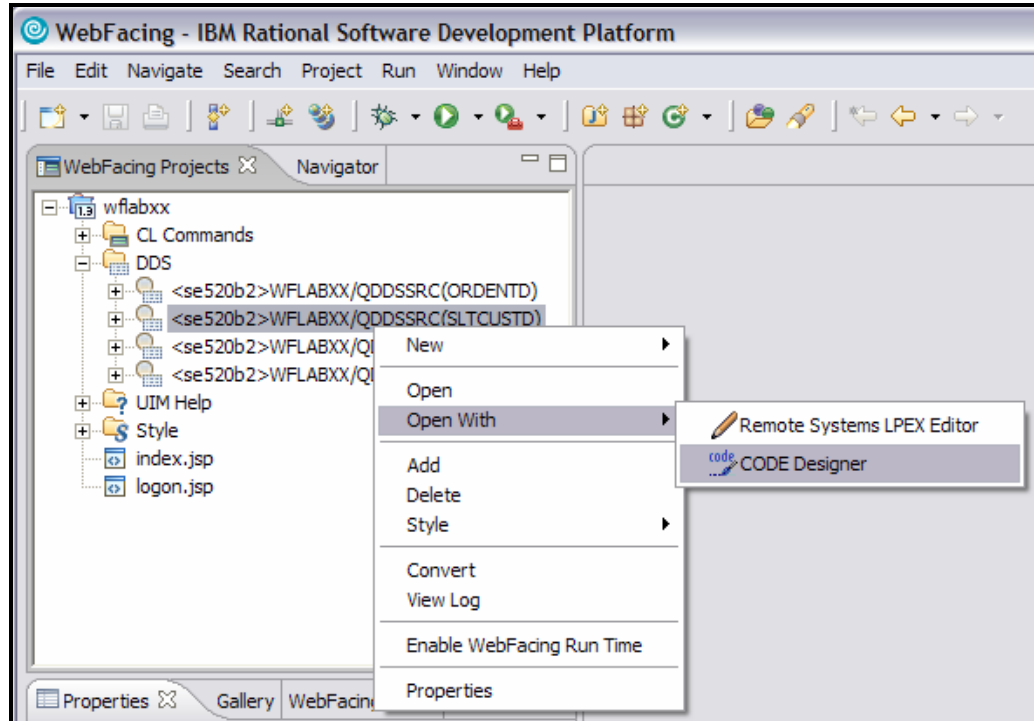 WebFacing - IBM Rational Software Development Platform
File Edit Navigate Search Project Run Window Help
WebFacing Projects Navigator
1.3 wflabxx
CL Commands
DDS
<se520b2>WFLABXX/QDDSSRC(ORDENTD)
<se520b2>WFLABXX/QDDSSRC(SLTCUSTD)
<se520b2>WFLABXX/
<se520b2>WFLABXX/
UIM Help
Style
index.jsp
logon.jsp
New
Open
Open With
Add
Delete
Style
Convert
View Log
Enable WebFacing Run Time
Properties
Remote Systems LPEX Editor
code CODE Designer
Properties Gallery